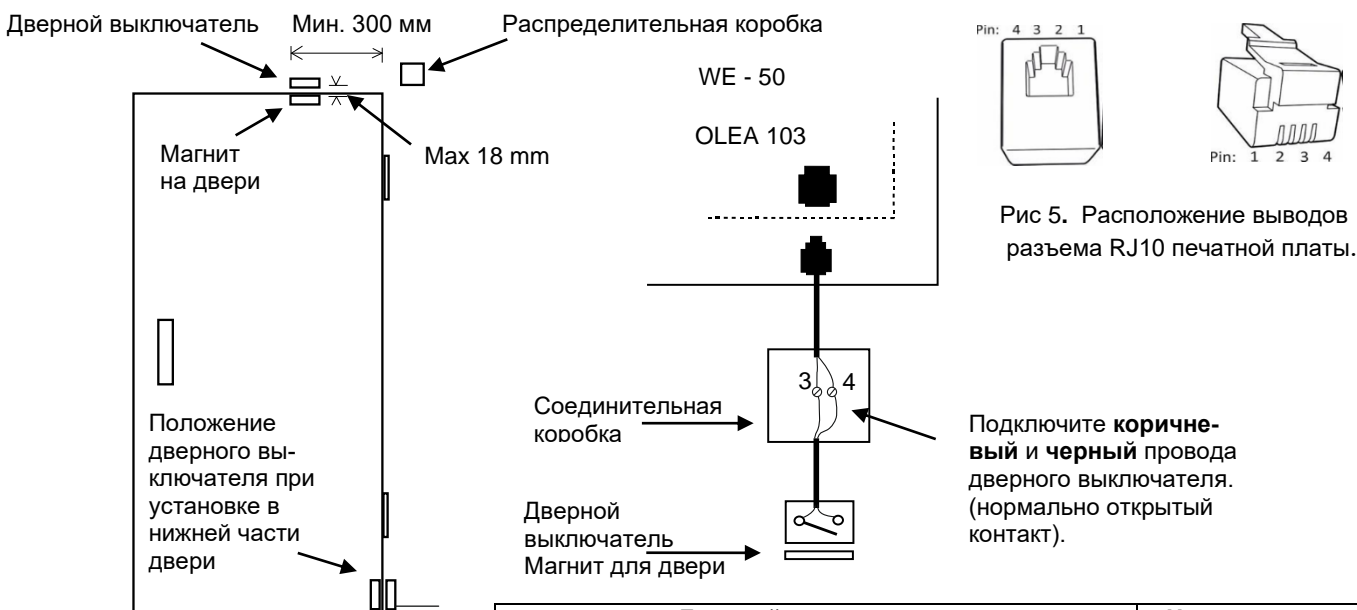 Дверной выключатель
Мин. 300 мм
Распределительная коробка
Магнит
на двери
Max 18 mm
Положение
дверного вы-
ключателя при
установке в
нижней части
двери
WE - 50
OLEA 103
3 4
Соединительная
коробка
Подключите коричне-
вый и черный провода
дверного выключателя.
(нормально открытый
контакт).
Дверной
выключатель
Магнит для двери
Pin: 4 3 2 1
Pin: 1 2 3 4
Рис 5. Расположение выводов
разъема RJ10 печатной платы.